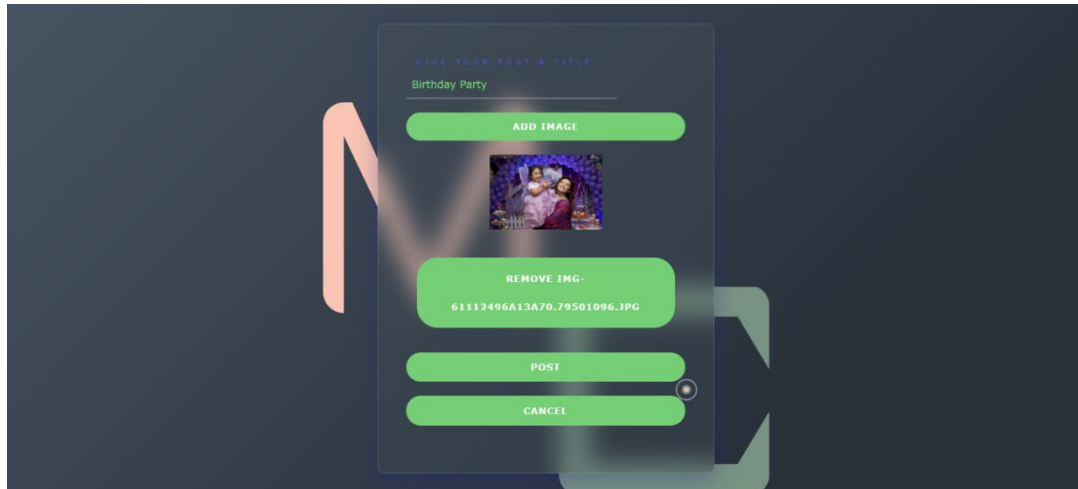 GIVE YOUR POST A TITLE
Birthday Party
ADD IMAGE
REMOVE IMG-
61112496A13A70.79501096.JPG
POST
CANCEL